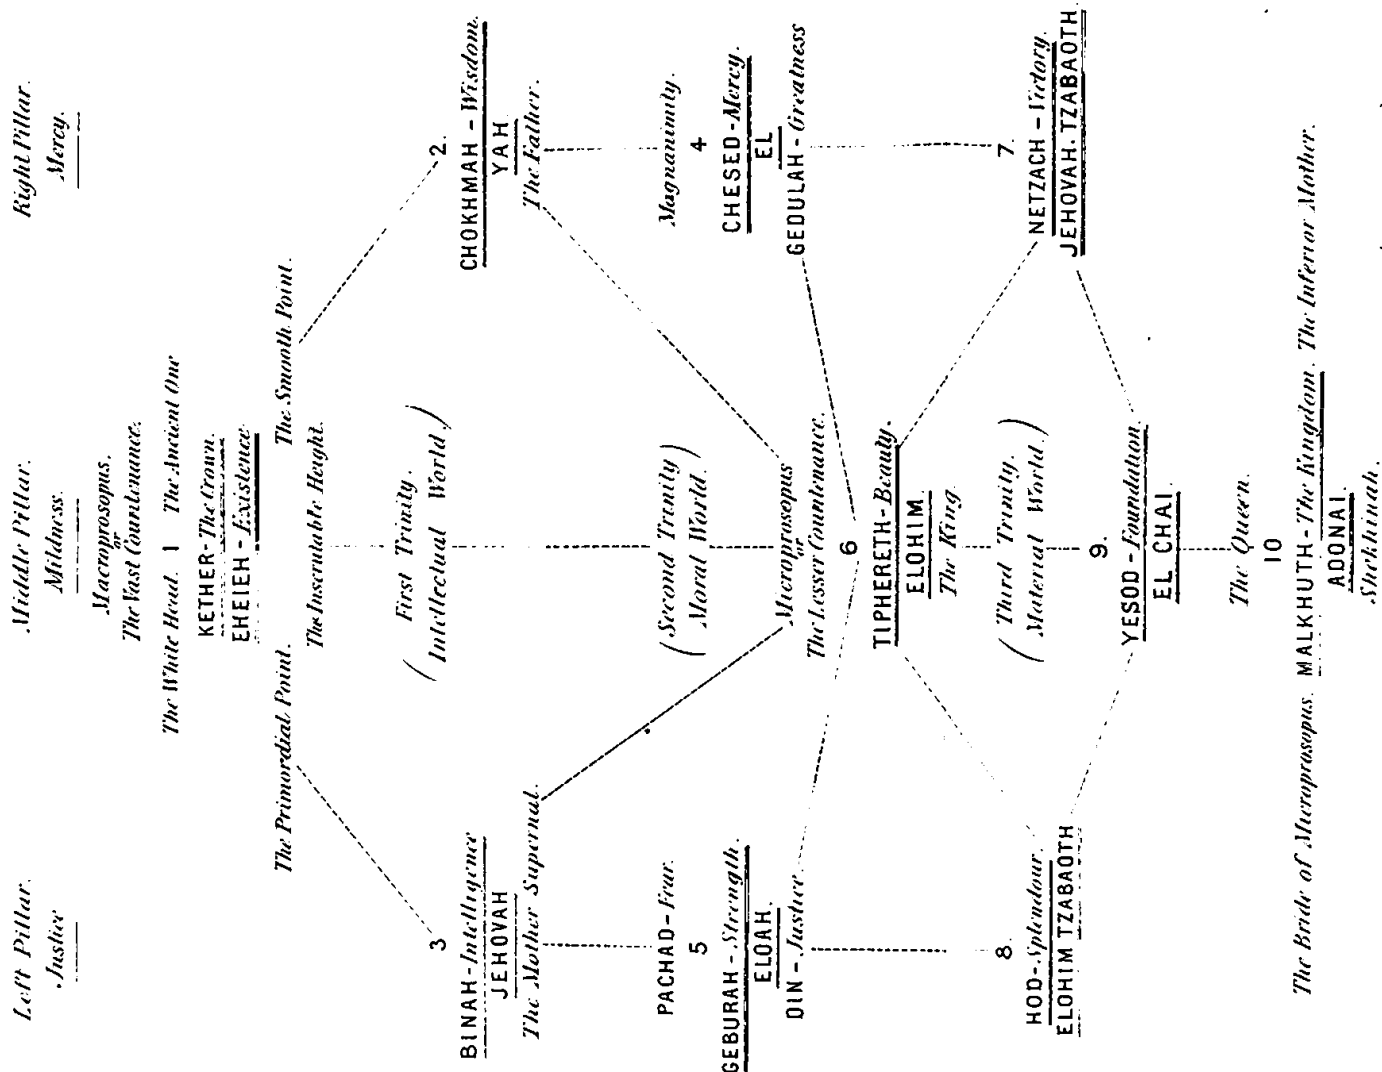 Left Pillar. Middle Pillar. Right Pillar.
Justice Mildness. Mercy.
Macroprosopus.
or
The Vast Countenance.
The White Head. 1 The Ancient One
KETHER-The Crown.
EHEIEH-Existence
The Primordial Point. The Smooth Point.
The Inscrutable Height.
First Trinity.
(Intellectual World.)
3 2.
BINAH-Intelligence CHOKHMAH-Wisdom.
JEHOVAH YAH
The Mother Supernal. The Father.
PACHAD-Fear. (Second Trinity) Magnanimity.
5 Moral World. 4
GEBURAH-Strength. CHESED-Mercy.
ELOAH. EL
DIN-Justice. Microprosopus GEDULAH-Greatness
or
The Lesser Countenance.
6
TIPHERETH-Beauty.
ELOHIM
The King.
8. (Third Trinity.) 7.
HOD-Splendour. Material World. NETZACH-Victory.
ELOHIM TZABAOTH JEHOVAH. TZABAOTH.
9.
YESOD-Foundation.
EL CHAI.
The Queen.
10
The Bride of Microprosopus. MALKHUTH-The Kingdom. The Inferior Mother.
ADONAI.
Shekhinah.